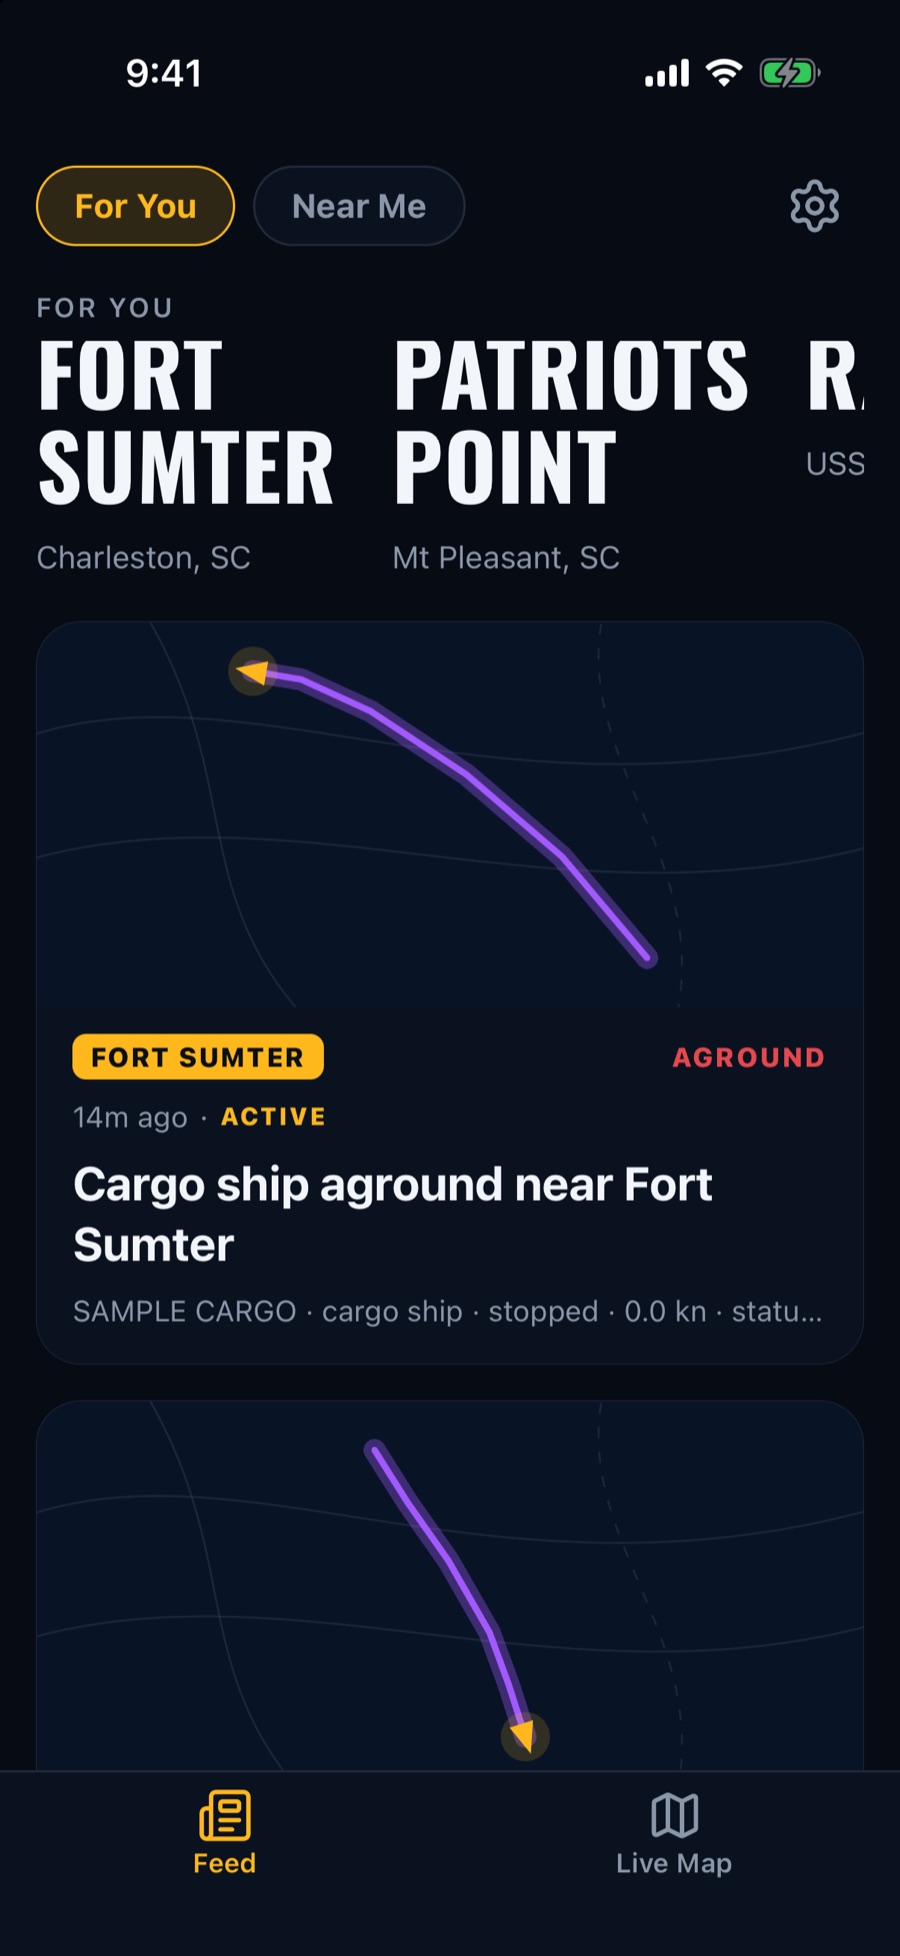 9:41
For You
Near Me
FOR YOU
FORT
SUMTER
Charleston, SC
PATRIOTS
POINT
Mt Pleasant, SC
USS
FORT SUMTER
AGROUND
14m ago · ACTIVE
Cargo ship aground near Fort
Sumter
SAMPLE CARGO · cargo ship · stopped · 0.0 kn · statu...
Feed
Live Map